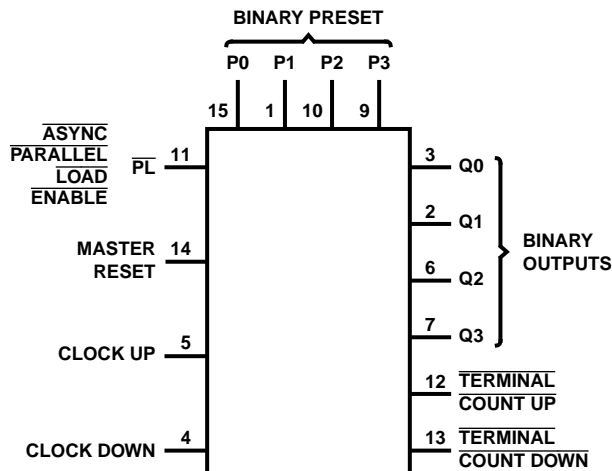 BINARY PRESET
P0 P1 P2 P3
15 1 10 9
ASYNC
PARALLEL
LOAD
ENABLE
PL 11
MASTER
RESET
14
CLOCK UP 5
CLOCK DOWN 4
3 Q0
2 Q1
6 Q2
7 Q3
BINARY
OUTPUTS
12 TERMINAL
COUNT UP
13 TERMINAL
COUNT DOWN